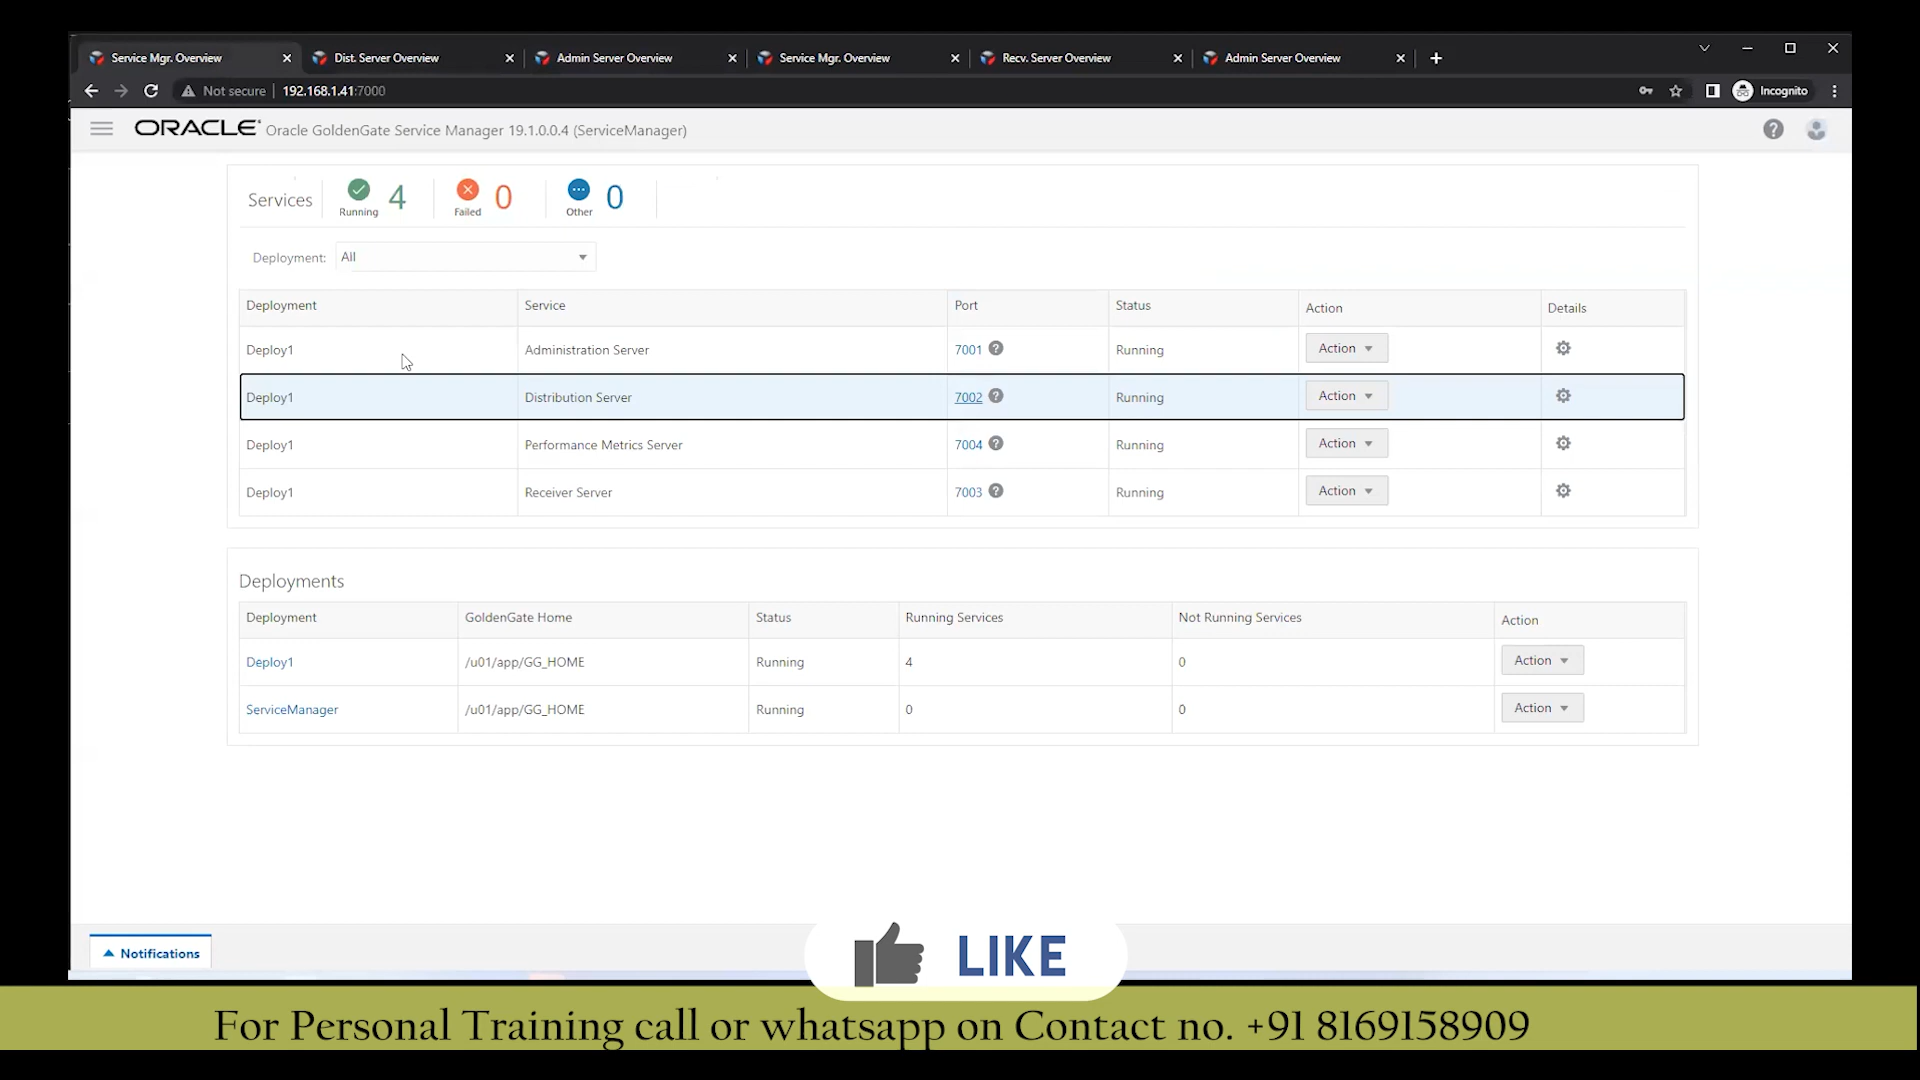 Service Mgr. Overview Dist. Server Overview Admin Server Overview Service Mgr. Overview Recv. Server Overview Admin Server Overview
Not secure 192.168.1.41:7000 Incognito
ORACLE Oracle GoldenGate Service Manager 19.1.0.0.4 (ServiceManager)
Services Running 4 Failed 0 Other 0
Deployment: All
Deployment Service Port Status Action Details
Deploy1 Administration Server 7001 Running Action
Deploy1 Distribution Server 7002 Running Action
Deploy1 Performance Metrics Server 7004 Running Action
Deploy1 Receiver Server 7003 Running Action
Deployments
Deployment GoldenGate Home Status Running Services Not Running Services Action
Deploy1 /u01/app/GG_HOME Running 4 0 Action
ServiceManager /u01/app/GG_HOME Running 0 0 Action
Notifications
LIKE
For Personal Training call or whatsapp on Contact no. +91 8169158909